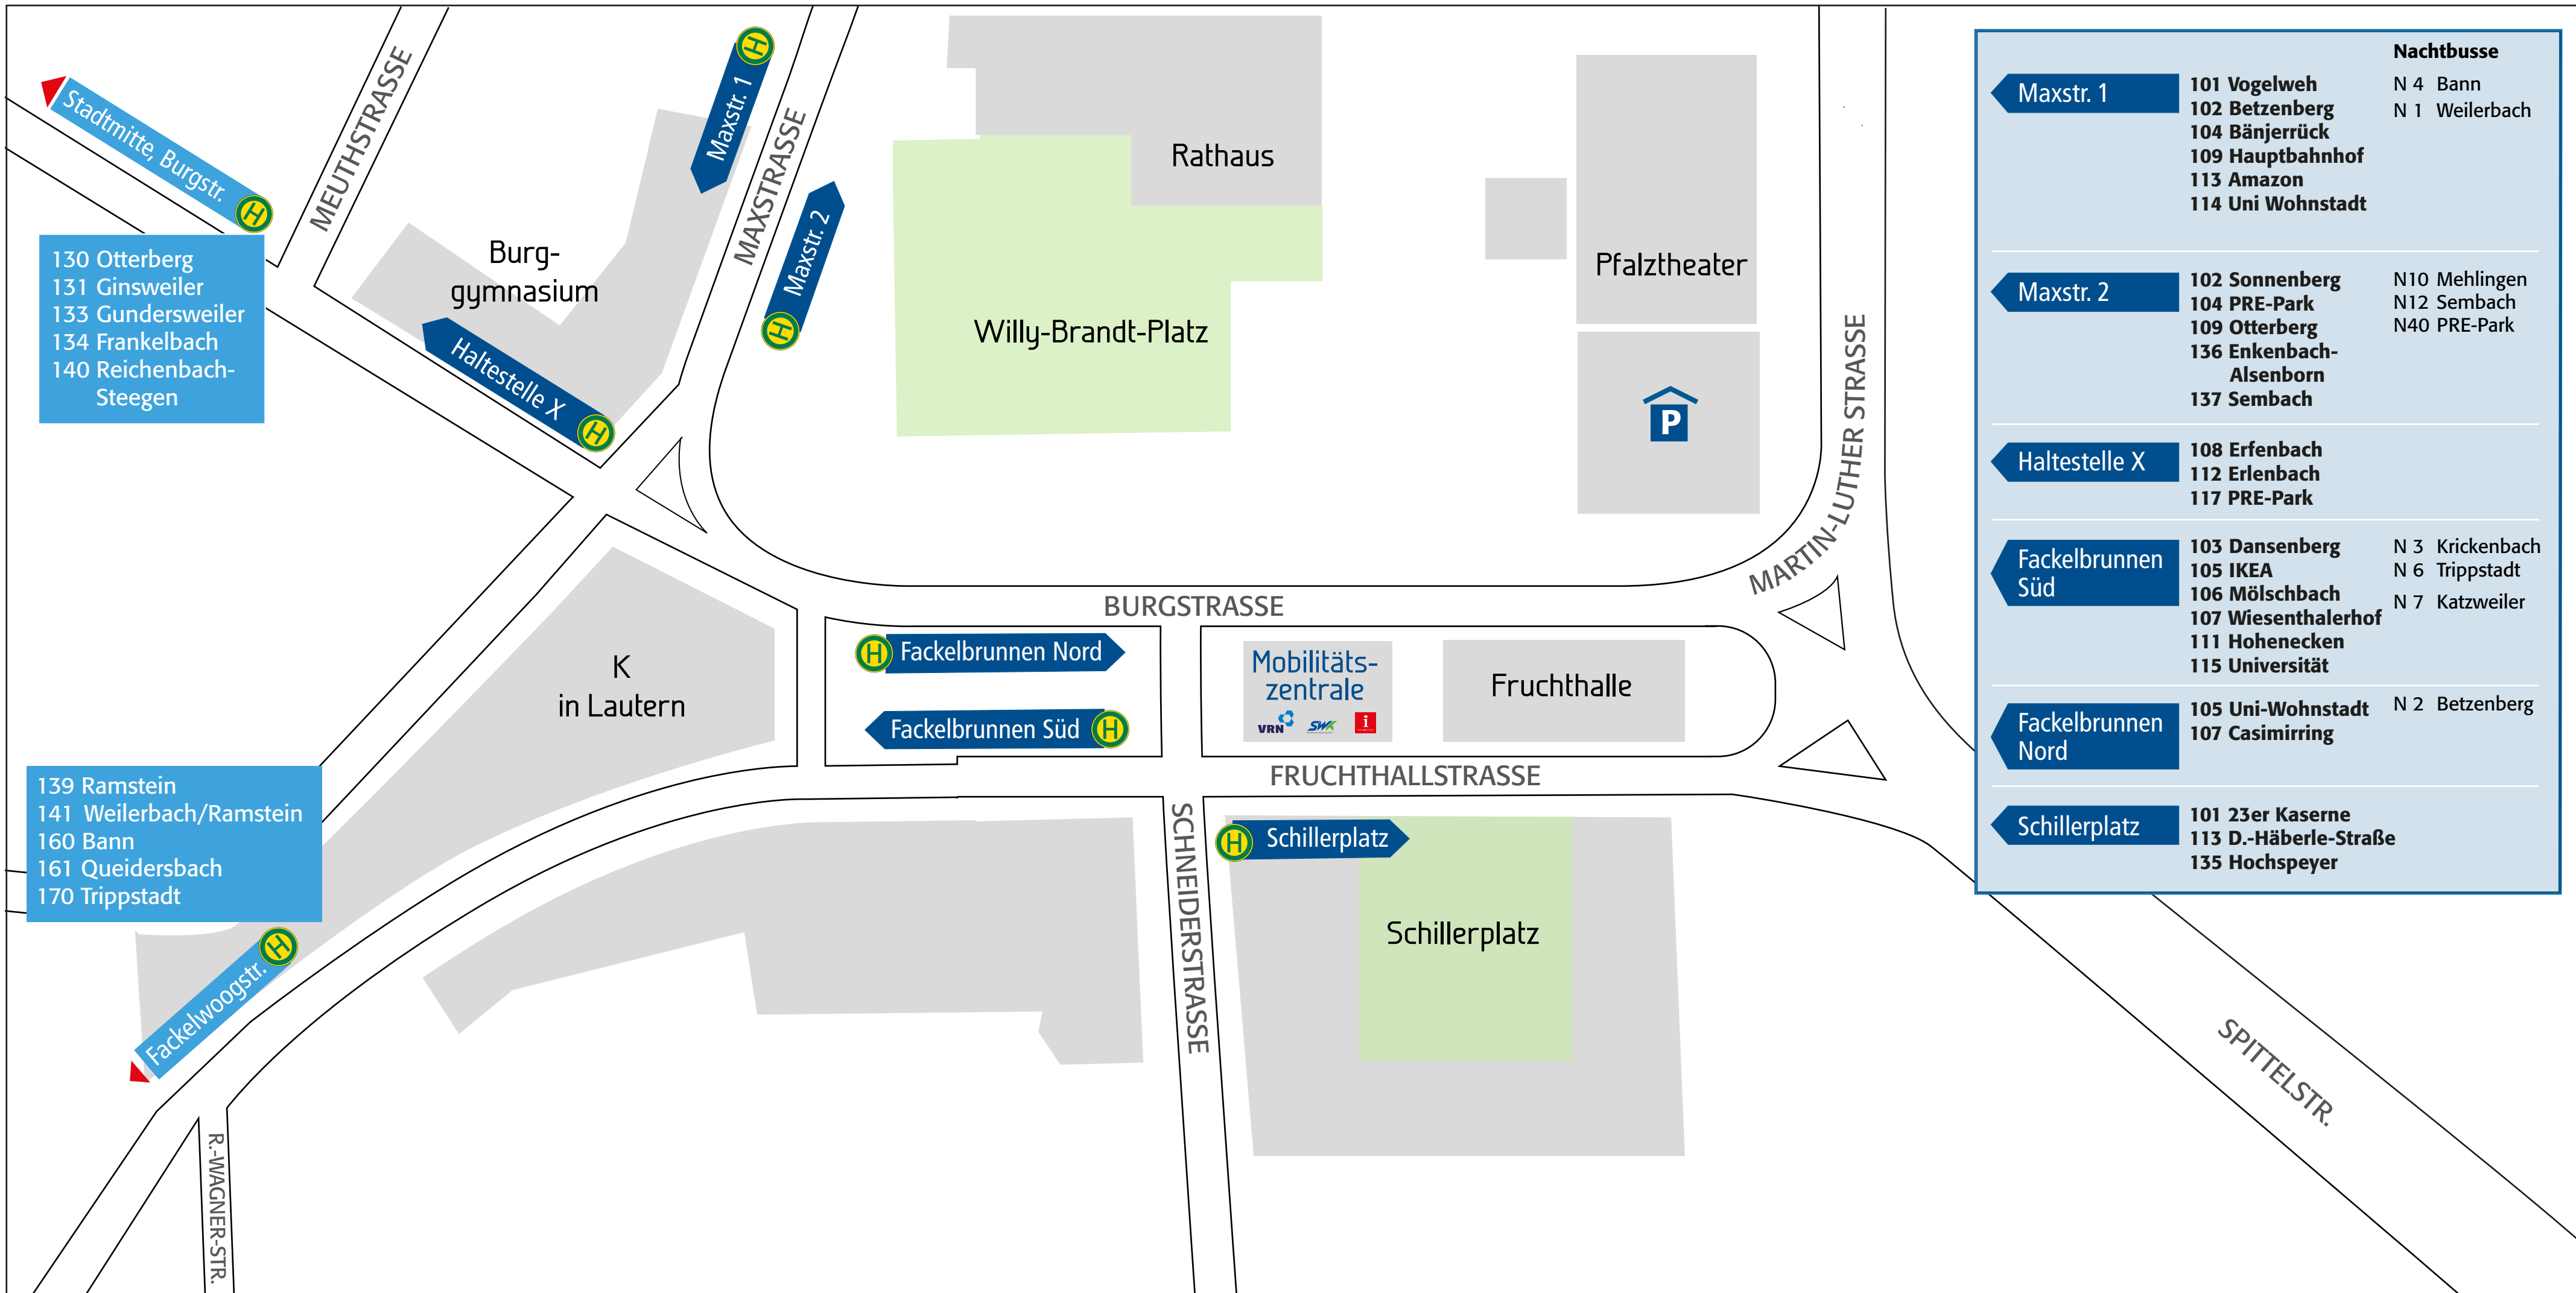 MEUTHSTRASSE
Stadtmitte, Burgstr.
H
130 Otterberg
131 Ginsweiler
133 Gundersweiler
134 Frankelbach
140 Reichenbach-
Steegen
Burg-
gymnasium
H
Maxstr. 1
MAXSTRASSE
Maxstr. 2
H
Haltestelle X
H
Rathaus
Willy-Brandt-Platz
Pfalztheater
P
MARTIN-LUTHER STRASSE
BURGSTRASSE
K
in Lautern
H Fackelbrunnen Nord
Fackelbrunnen Süd H
Mobilitäts-
zentrale
VRN SWK i
Fruchthalle
FRUCHTHALLSTRASSE
SCHNEIDERSTRASSE
H Schillerplatz
Schillerplatz
139 Ramstein
141 Weilerbach/Ramstein
160 Bann
161 Queidersbach
170 Trippstadt
H
Fackelwoogstr.
R.-WAGNER-STR.
SPITTELSTR.
Nachtbusse
Maxstr. 1
101 Vogelweh
102 Betzenberg
104 Bänjerrück
109 Hauptbahnhof
113 Amazon
114 Uni Wohnstadt
N 4 Bann
N 1 Weilerbach
Maxstr. 2
102 Sonnenberg
104 PRE-Park
109 Otterberg
136 Enkenbach-
Alsenborn
137 Sembach
N10 Mehlingen
N12 Sembach
N40 PRE-Park
Haltestelle X
108 Erfenbach
112 Erlenbach
117 PRE-Park
Fackelbrunnen
Süd
103 Dansenberg
105 IKEA
106 Mölschbach
107 Wiesenthalerhof
111 Hohenecken
115 Universität
N 3 Krickenbach
N 6 Trippstadt
N 7 Katzweiler
Fackelbrunnen
Nord
105 Uni-Wohnstadt
107 Casimirring
N 2 Betzenberg
Schillerplatz
101 23er Kaserne
113 D.-Häberle-Straße
135 Hochspeyer